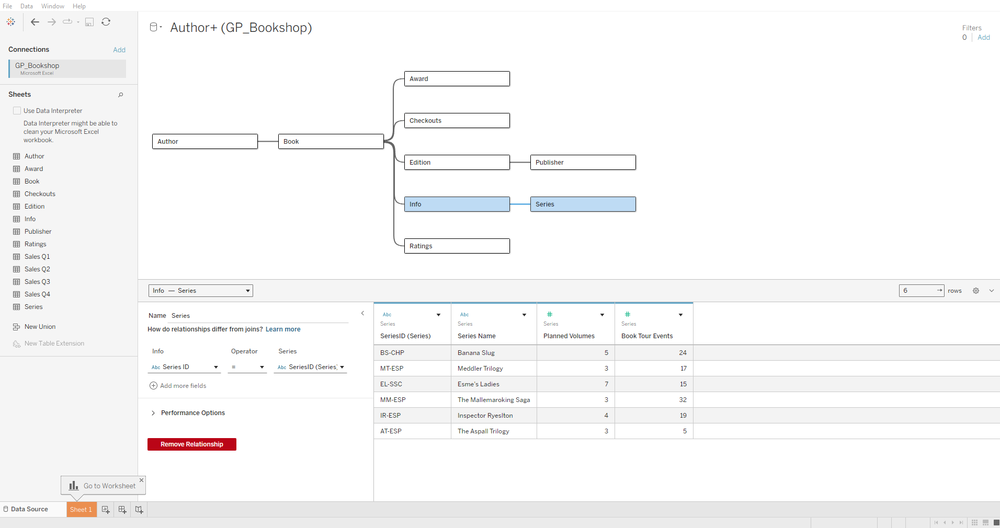 File Data Window Help
Author+ (GP_Bookshop)
Filters
0 Add
Connections Add
GP_Bookshop
Microsoft Excel
Sheets
Use Data Interpreter
Data Interpreter might be able to
clean your Microsoft Excel
workbook.
Author
Award
Book
Checkouts
Edition
Info
Publisher
Ratings
Sales Q1
Sales Q2
Sales Q3
Sales Q4
Series
New Union
New Table Extension
Award
Checkouts
Author Book
Edition Publisher
Info Series
Ratings
Info — Series
6 rows
Name Series
How do relationships differ from joins? Learn more
Info Operator Series
Abc Series ID = Abc SeriesID (Series)
Add more fields
Performance Options
Remove Relationship
Abc Abc # #
Series Series Series Series
SeriesID (Series) Series Name Planned Volumes Book Tour Events
BS-CHP Banana Slug 5 24
MT-ESP Meddler Trilogy 3 17
EL-SSC Esme's Ladies 7 15
MM-ESP The Mallemaroking Saga 3 32
IR-ESP Inspector Ryeslton 4 19
AT-ESP The Aspall Trilogy 3 5
Go to Worksheet
Data Source Sheet 1